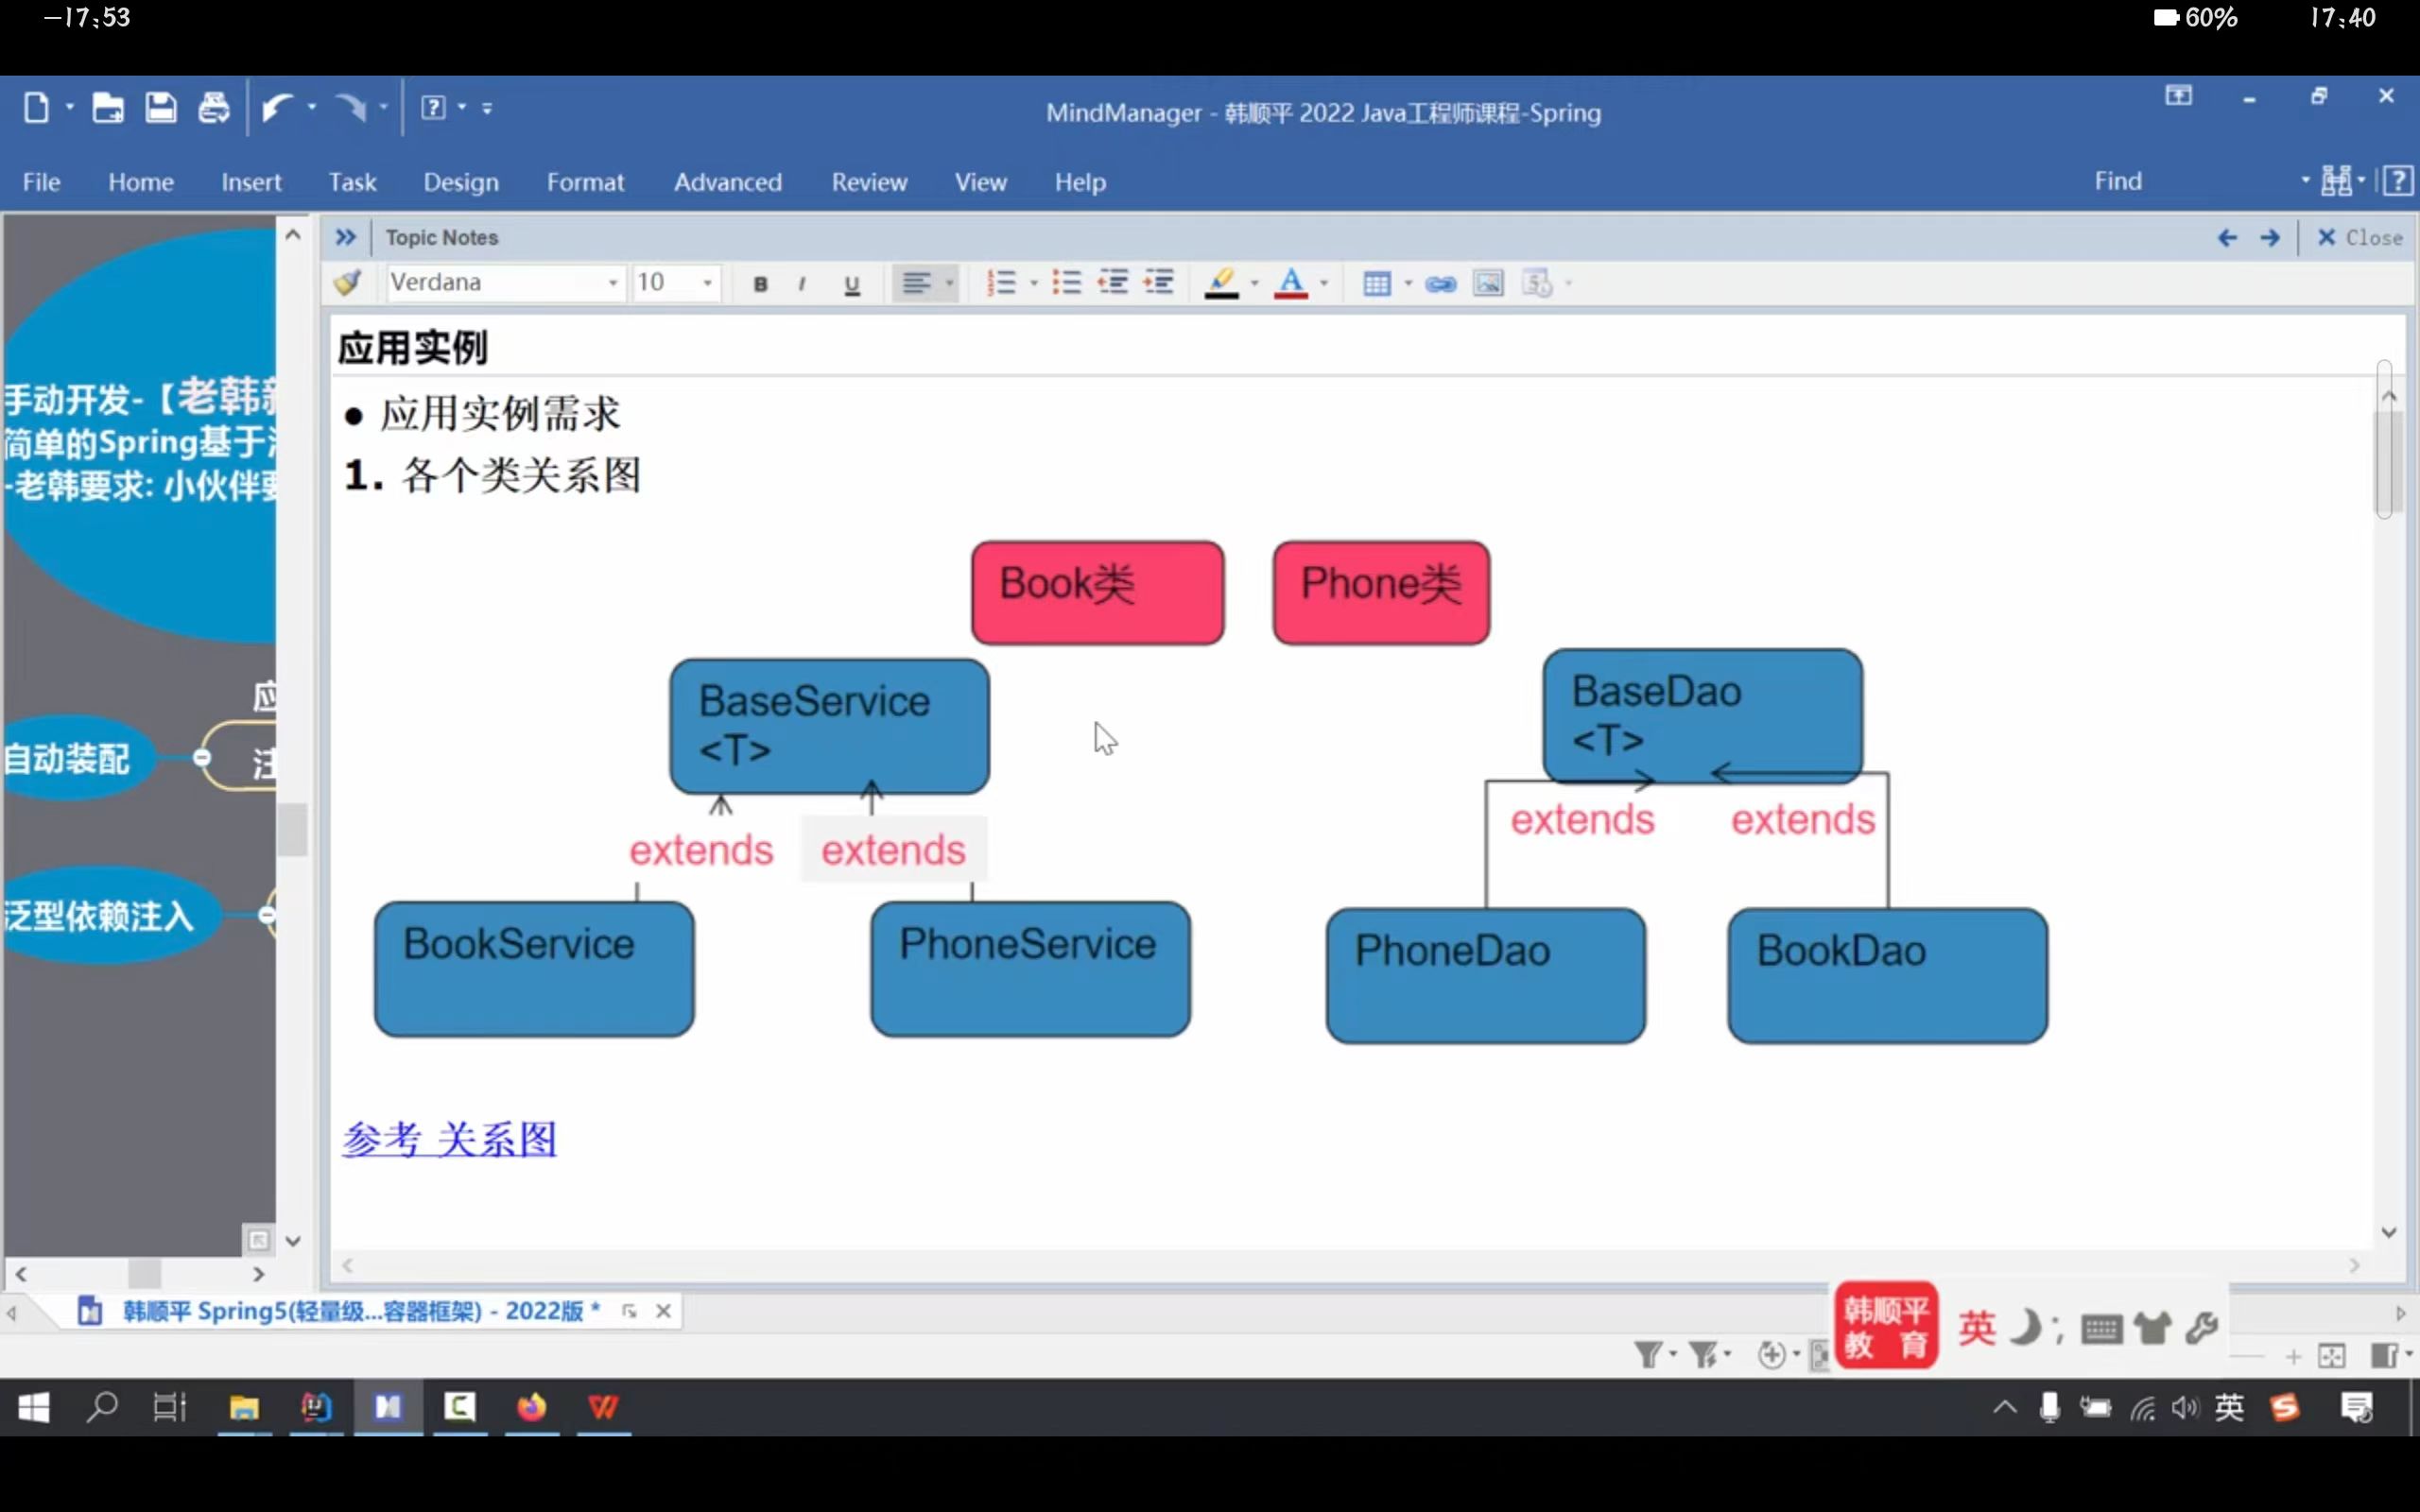 −17:53
60%
17:40
MindManager - 韩顺平 2022 Java工程师课程-Spring
File Home Insert Task Design Format Advanced Review View Help
Find
Topic Notes
Close
Verdana
10
B I U
应用实例
● 应用实例需求
1. 各个类关系图
手动开发-【老韩
简单的Spring基于
-老韩要求: 小伙伴要
自动装配
应
注
泛型依赖注入
Book类
Phone类
BaseService
<T>
BaseDao
<T>
extends
extends
extends
extends
BookService
PhoneService
PhoneDao
BookDao
参考 关系图
韩顺平 Spring5(轻量级...容器框架) - 2022版 *
韩顺平
教 育
英
英